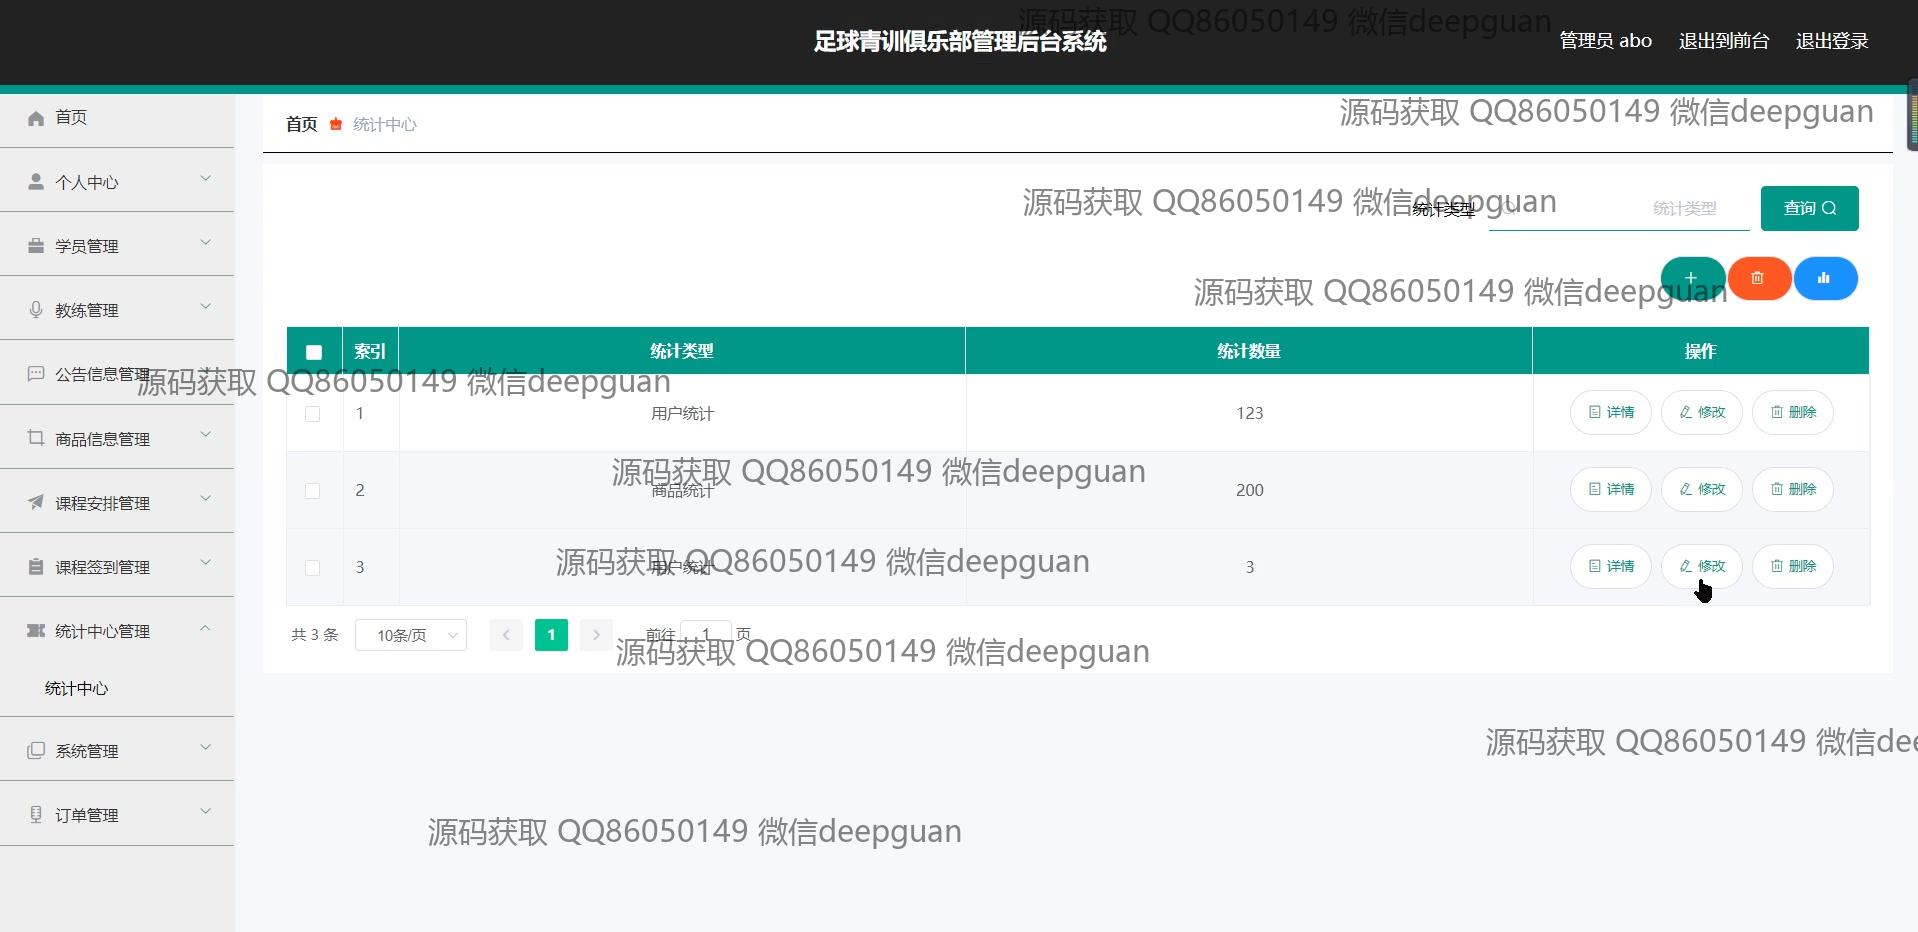 足球青训俱乐部管理后台系统
源码获取 QQ86050149 微信deepguan
管理员 abo 退出到前台 退出登录
首页
个人中心
学员管理
教练管理
公告信息管理
商品信息管理
课程安排管理
课程签到管理
统计中心管理
统计中心
系统管理
订单管理
首页 统计中心
源码获取 QQ86050149 微信deepguan
源码获取 QQ86050149 微信deepguan
统计类型 统计类型 查询
源码获取 QQ86050149 微信deepguan
索引 统计类型 统计数量 操作
源码获取 QQ86050149 微信deepguan
1 用户统计 123 详情 修改 删除
源码获取 QQ86050149 微信deepguan
2 商品统计 200 详情 修改 删除
源码获取 QQ86050149 微信deepguan
3 用户统计 3 详情 修改 删除
共 3 条 10条/页 1 前往 1 页
源码获取 QQ86050149 微信deepguan
源码获取 QQ86050149 微信dee
源码获取 QQ86050149 微信deepguan